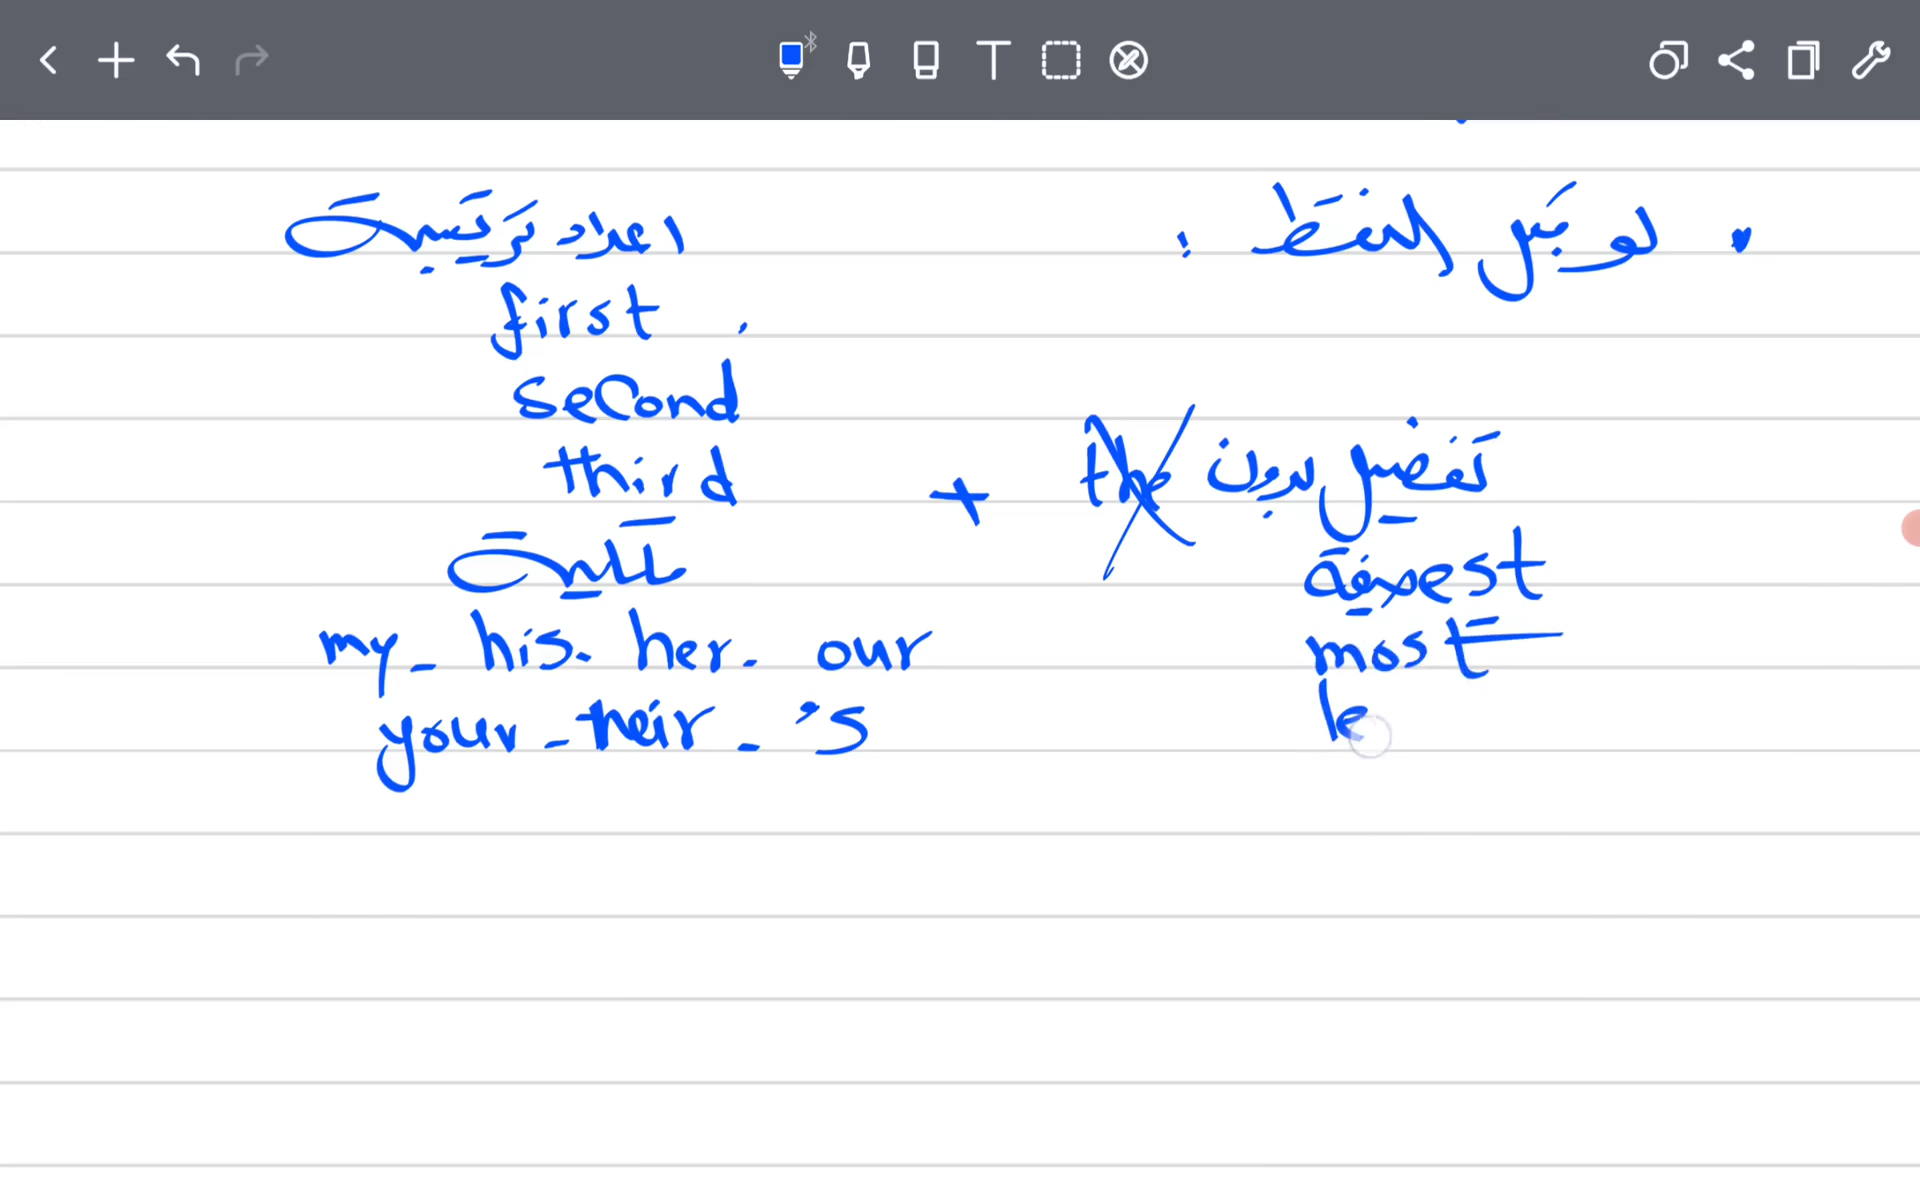 • لو قبل النقط :
اعداد ترتيبية
first
second
third
تفضيل بدون the
+
ملكية
صفة est
my - his - her - our
most
your - their - 's
le